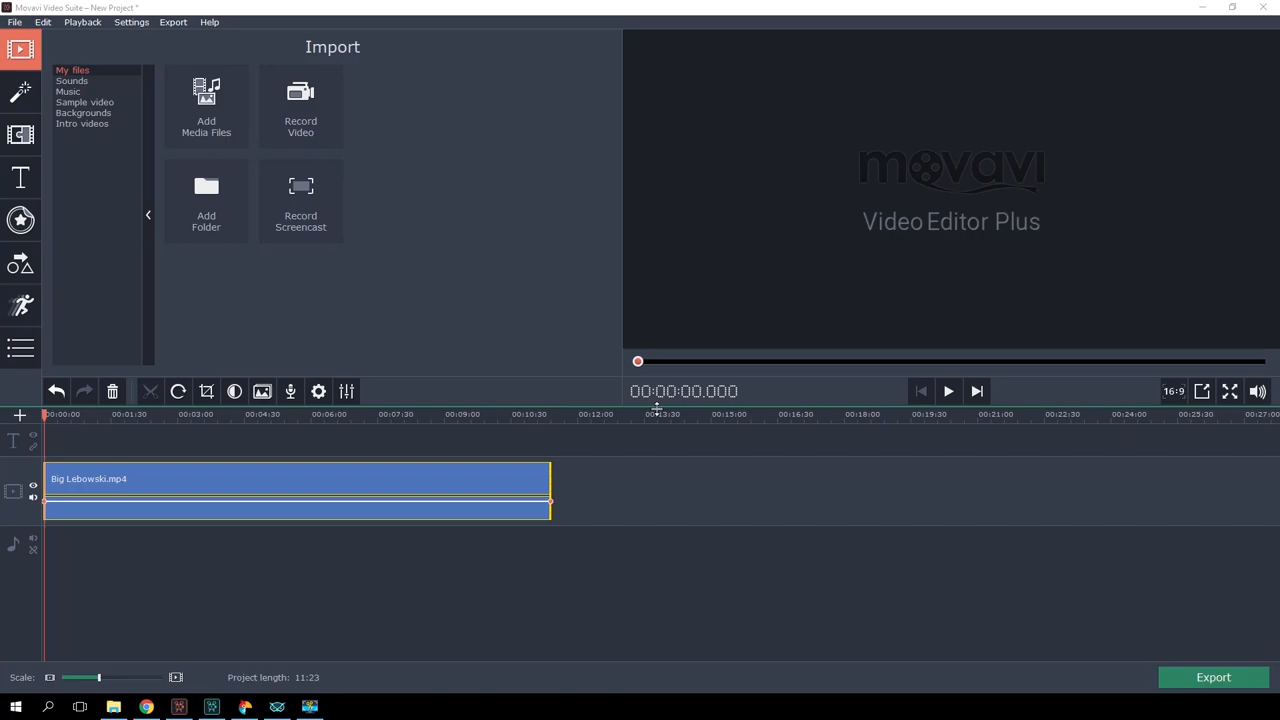 Movavi Video Suite – New Project *
File Edit Playback Settings Export Help
Import
My files
Sounds
Music
Sample video
Backgrounds
Intro videos
Add
Media Files
Record
Video
Add
Folder
Record
Screencast
movavi
Video Editor Plus
00:00:00.000
16:9
00:00:00 00:01:30 00:03:00 00:04:30 00:06:00 00:07:30 00:09:00 00:10:30 00:12:00 00:13:30 00:15:00 00:16:30 00:18:00 00:19:30 00:21:00 00:22:30 00:24:00 00:25:30 00:27:00
Big Lebowski.mp4
Scale:
Project length: 11:23
Export